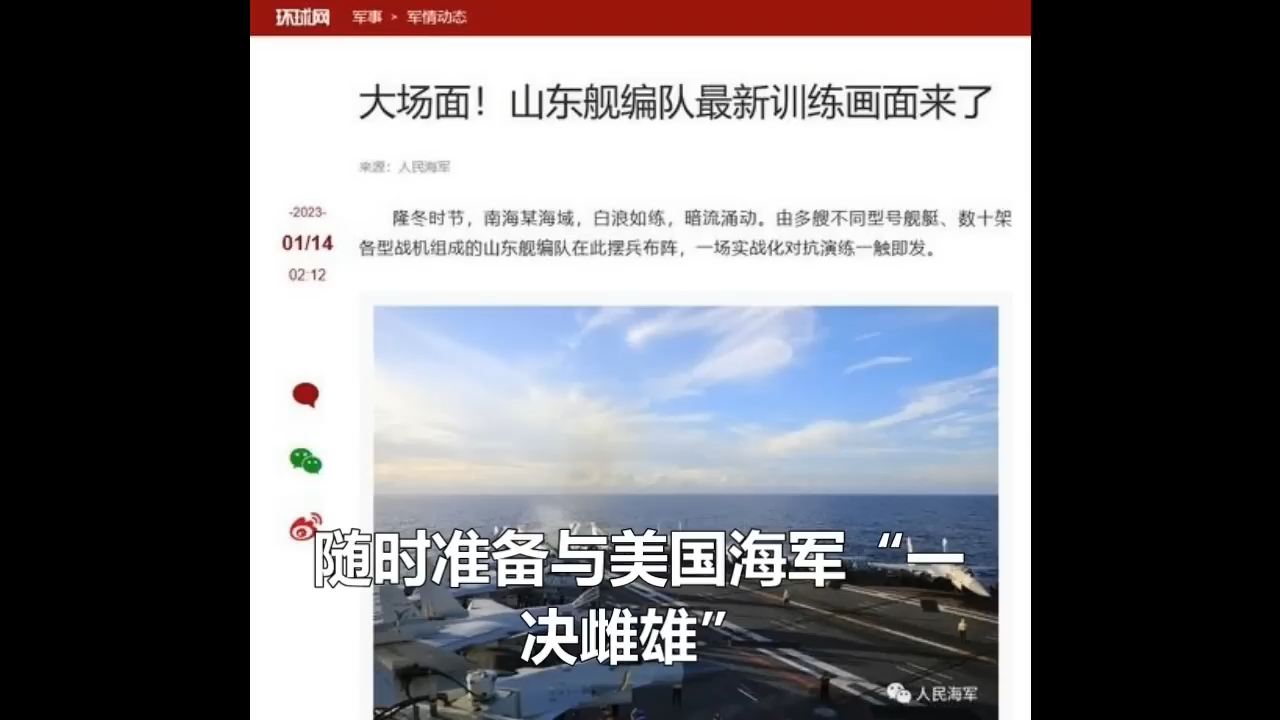 环球网 军事 > 军情动态
大场面！山东舰编队最新训练画面来了
来源：人民海军
-2023-
01/14
02:12
隆冬时节，南海某海域，白浪如练，暗流涌动。由多艘不同型号舰艇、数十架
各型战机组成的山东舰编队在此摆兵布阵，一场实战化对抗演练一触即发。
随时准备与美国海军“一
决雌雄”
人民海军